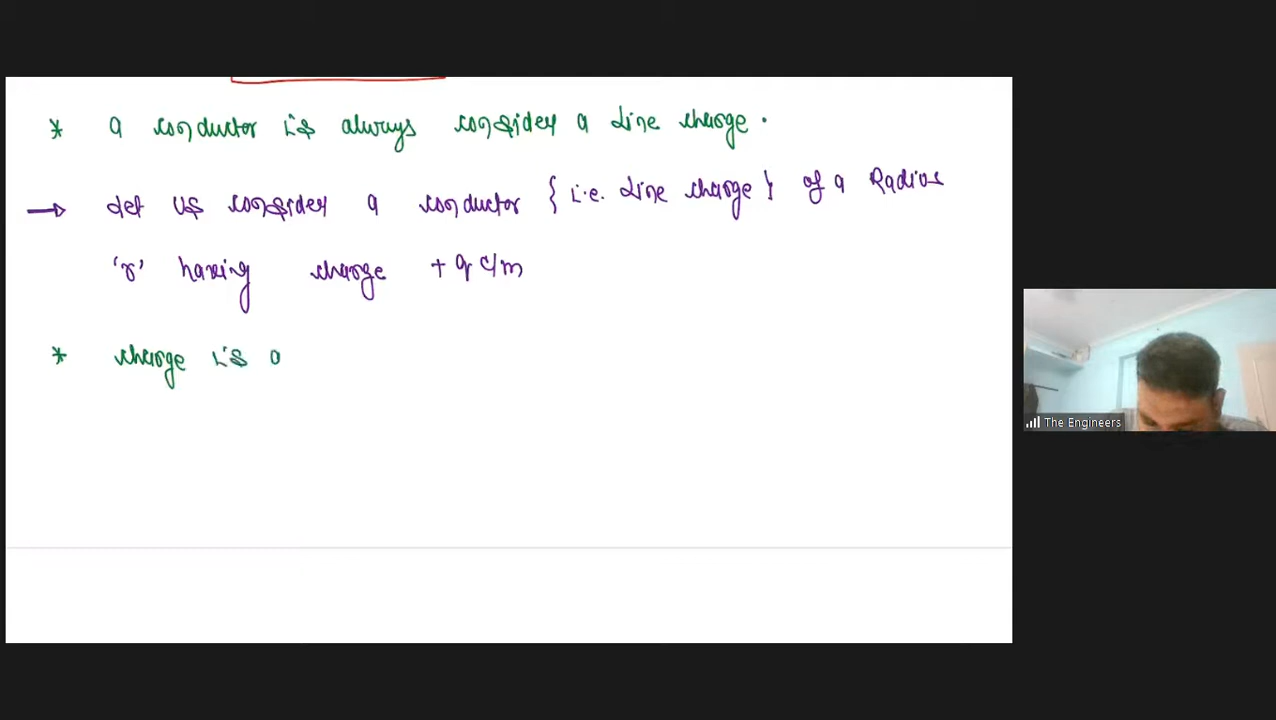 * a conductor is always consider a line charge.
→ Let us consider a conductor {i.e. Line charge} of a Radius
'r' having charge +q c/m
* charge is a
The Engineers